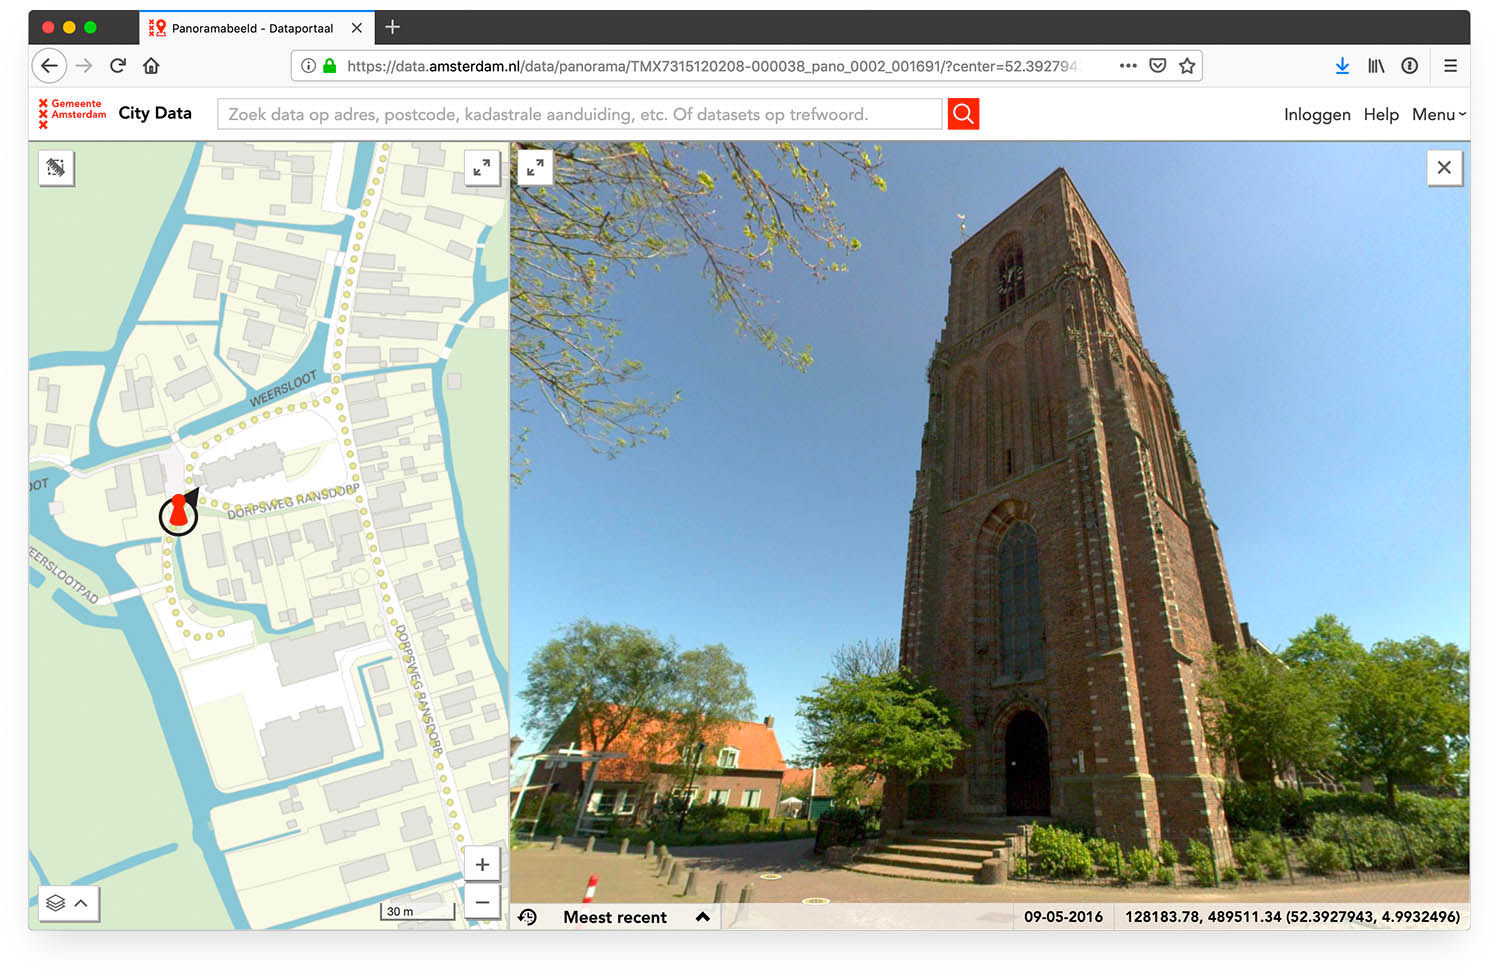 Panoramabeeld - Dataportaal
https://data.amsterdam.nl/data/panorama/TMX7315120208-000038_pano_0002_001691/?center=52.3927943
Gemeente
Amsterdam
City Data
Zoek data op adres, postcode, kadastrale aanduiding, etc. Of datasets op trefwoord.
Inloggen
Help
Menu
WEERSLOOT
OOT
DORPSWEG RANSDORP
EERSLOOTPAD
DORPSWEG RANSDORP
30 m
Meest recent
09-05-2016
128183.78, 489511.34 (52.3927943, 4.9932496)